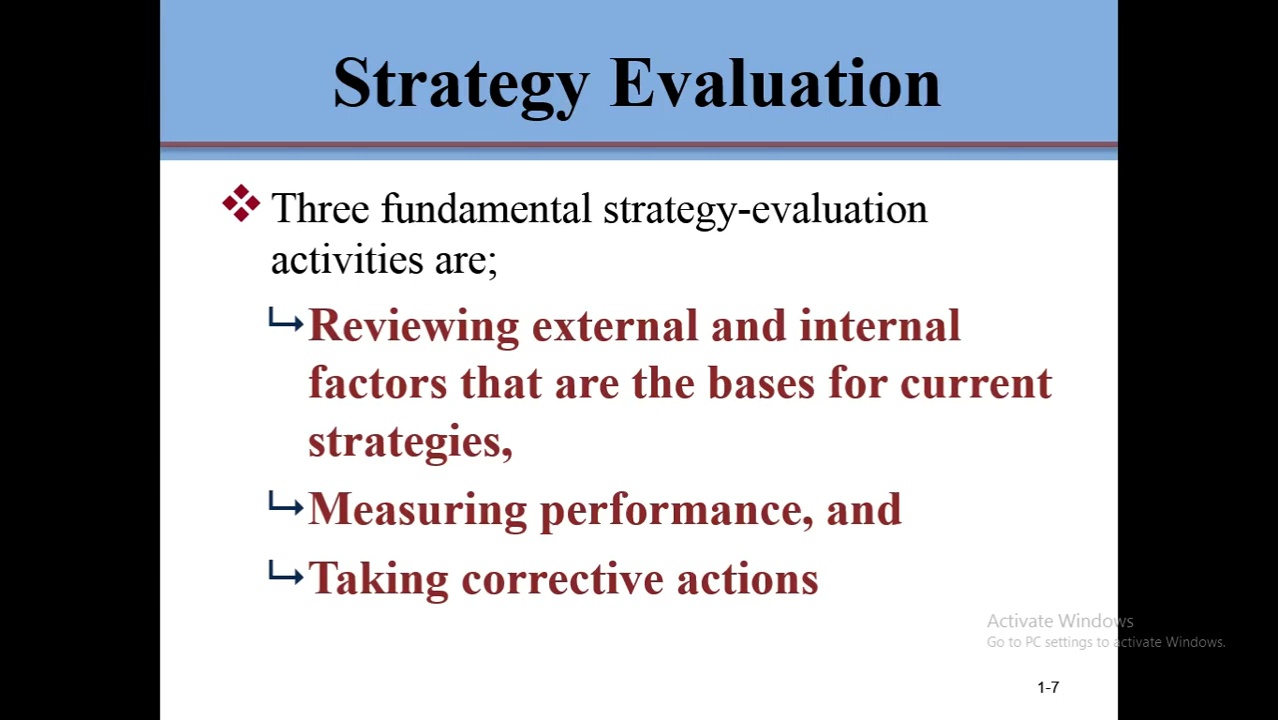 Strategy Evaluation
Three fundamental strategy-evaluation
activities are;
Reviewing external and internal
factors that are the bases for current
strategies,
Measuring performance, and
Taking corrective actions
Activate Windows
Go to PC settings to activate Windows.
1-7